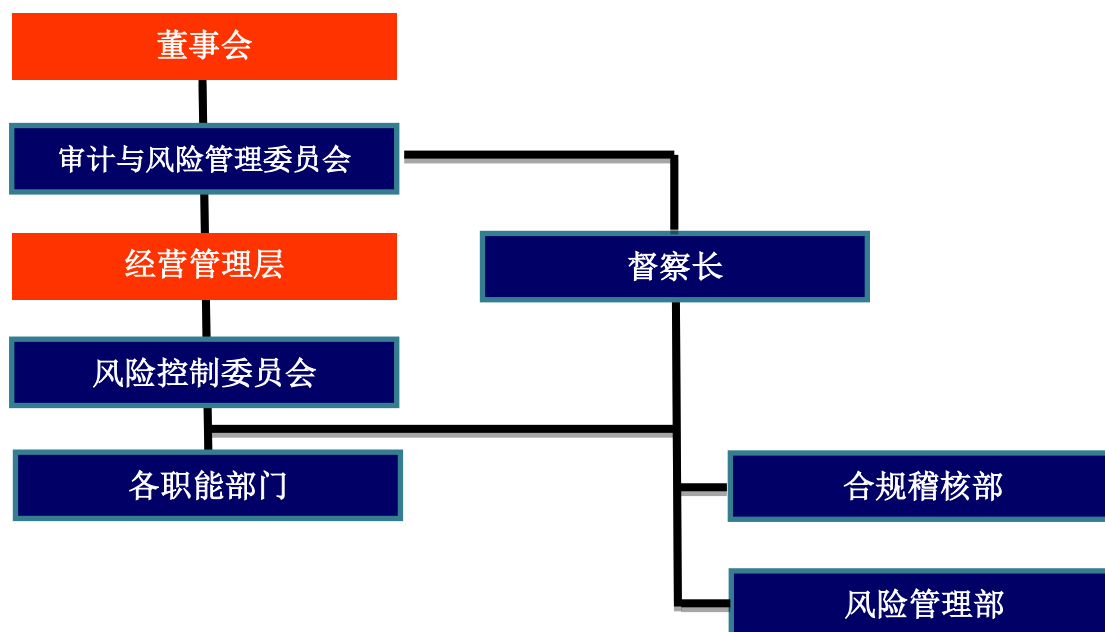 董事会
审计与风险管理委员会
经营管理层
督察长
风险控制委员会
各职能部门
合规稽核部
风险管理部